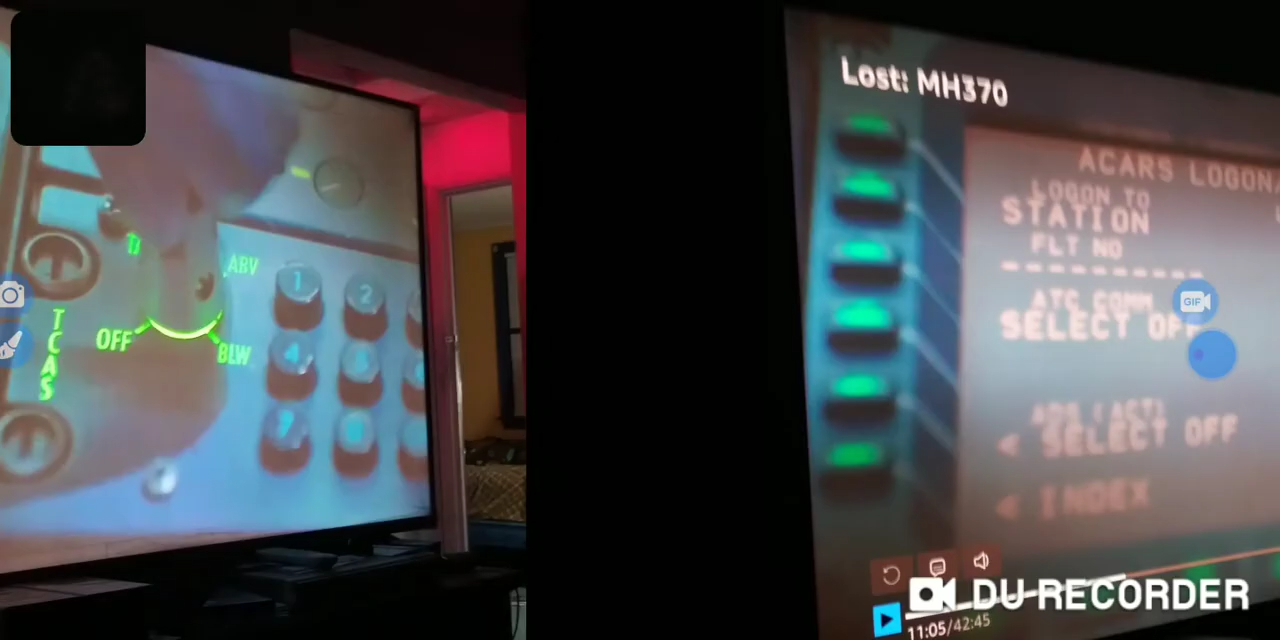 ABV
OFF
BLW
TCAS
1
2
4
7
Lost: MH370
ACARS LOGON
LOGON TO
STATION
FLT NO
----------
ATC COMM
SELECT OFF
ADS (ACT)
< SELECT OFF
< INDEX
GIF
DU RECORDER
11:05/42:45